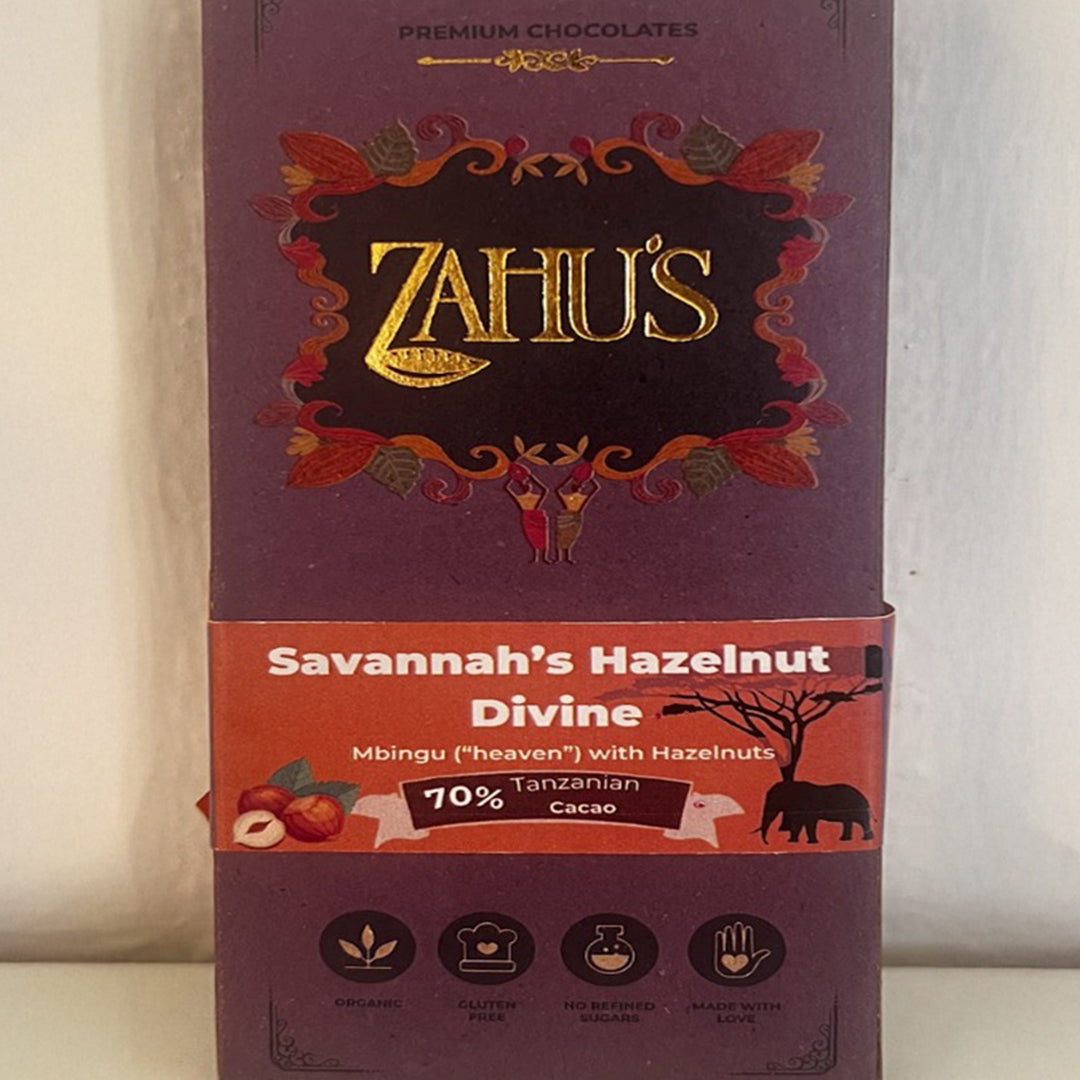 PREMIUM CHOCOLATES
ZAHU'S
Savannah's Hazelnut
Divine
Mbingu ("heaven") with Hazelnuts
70% Tanzanian
Cacao
ORGANIC
GLUTEN
FREE
NO REFINED
SUGARS
MADE WITH
LOVE